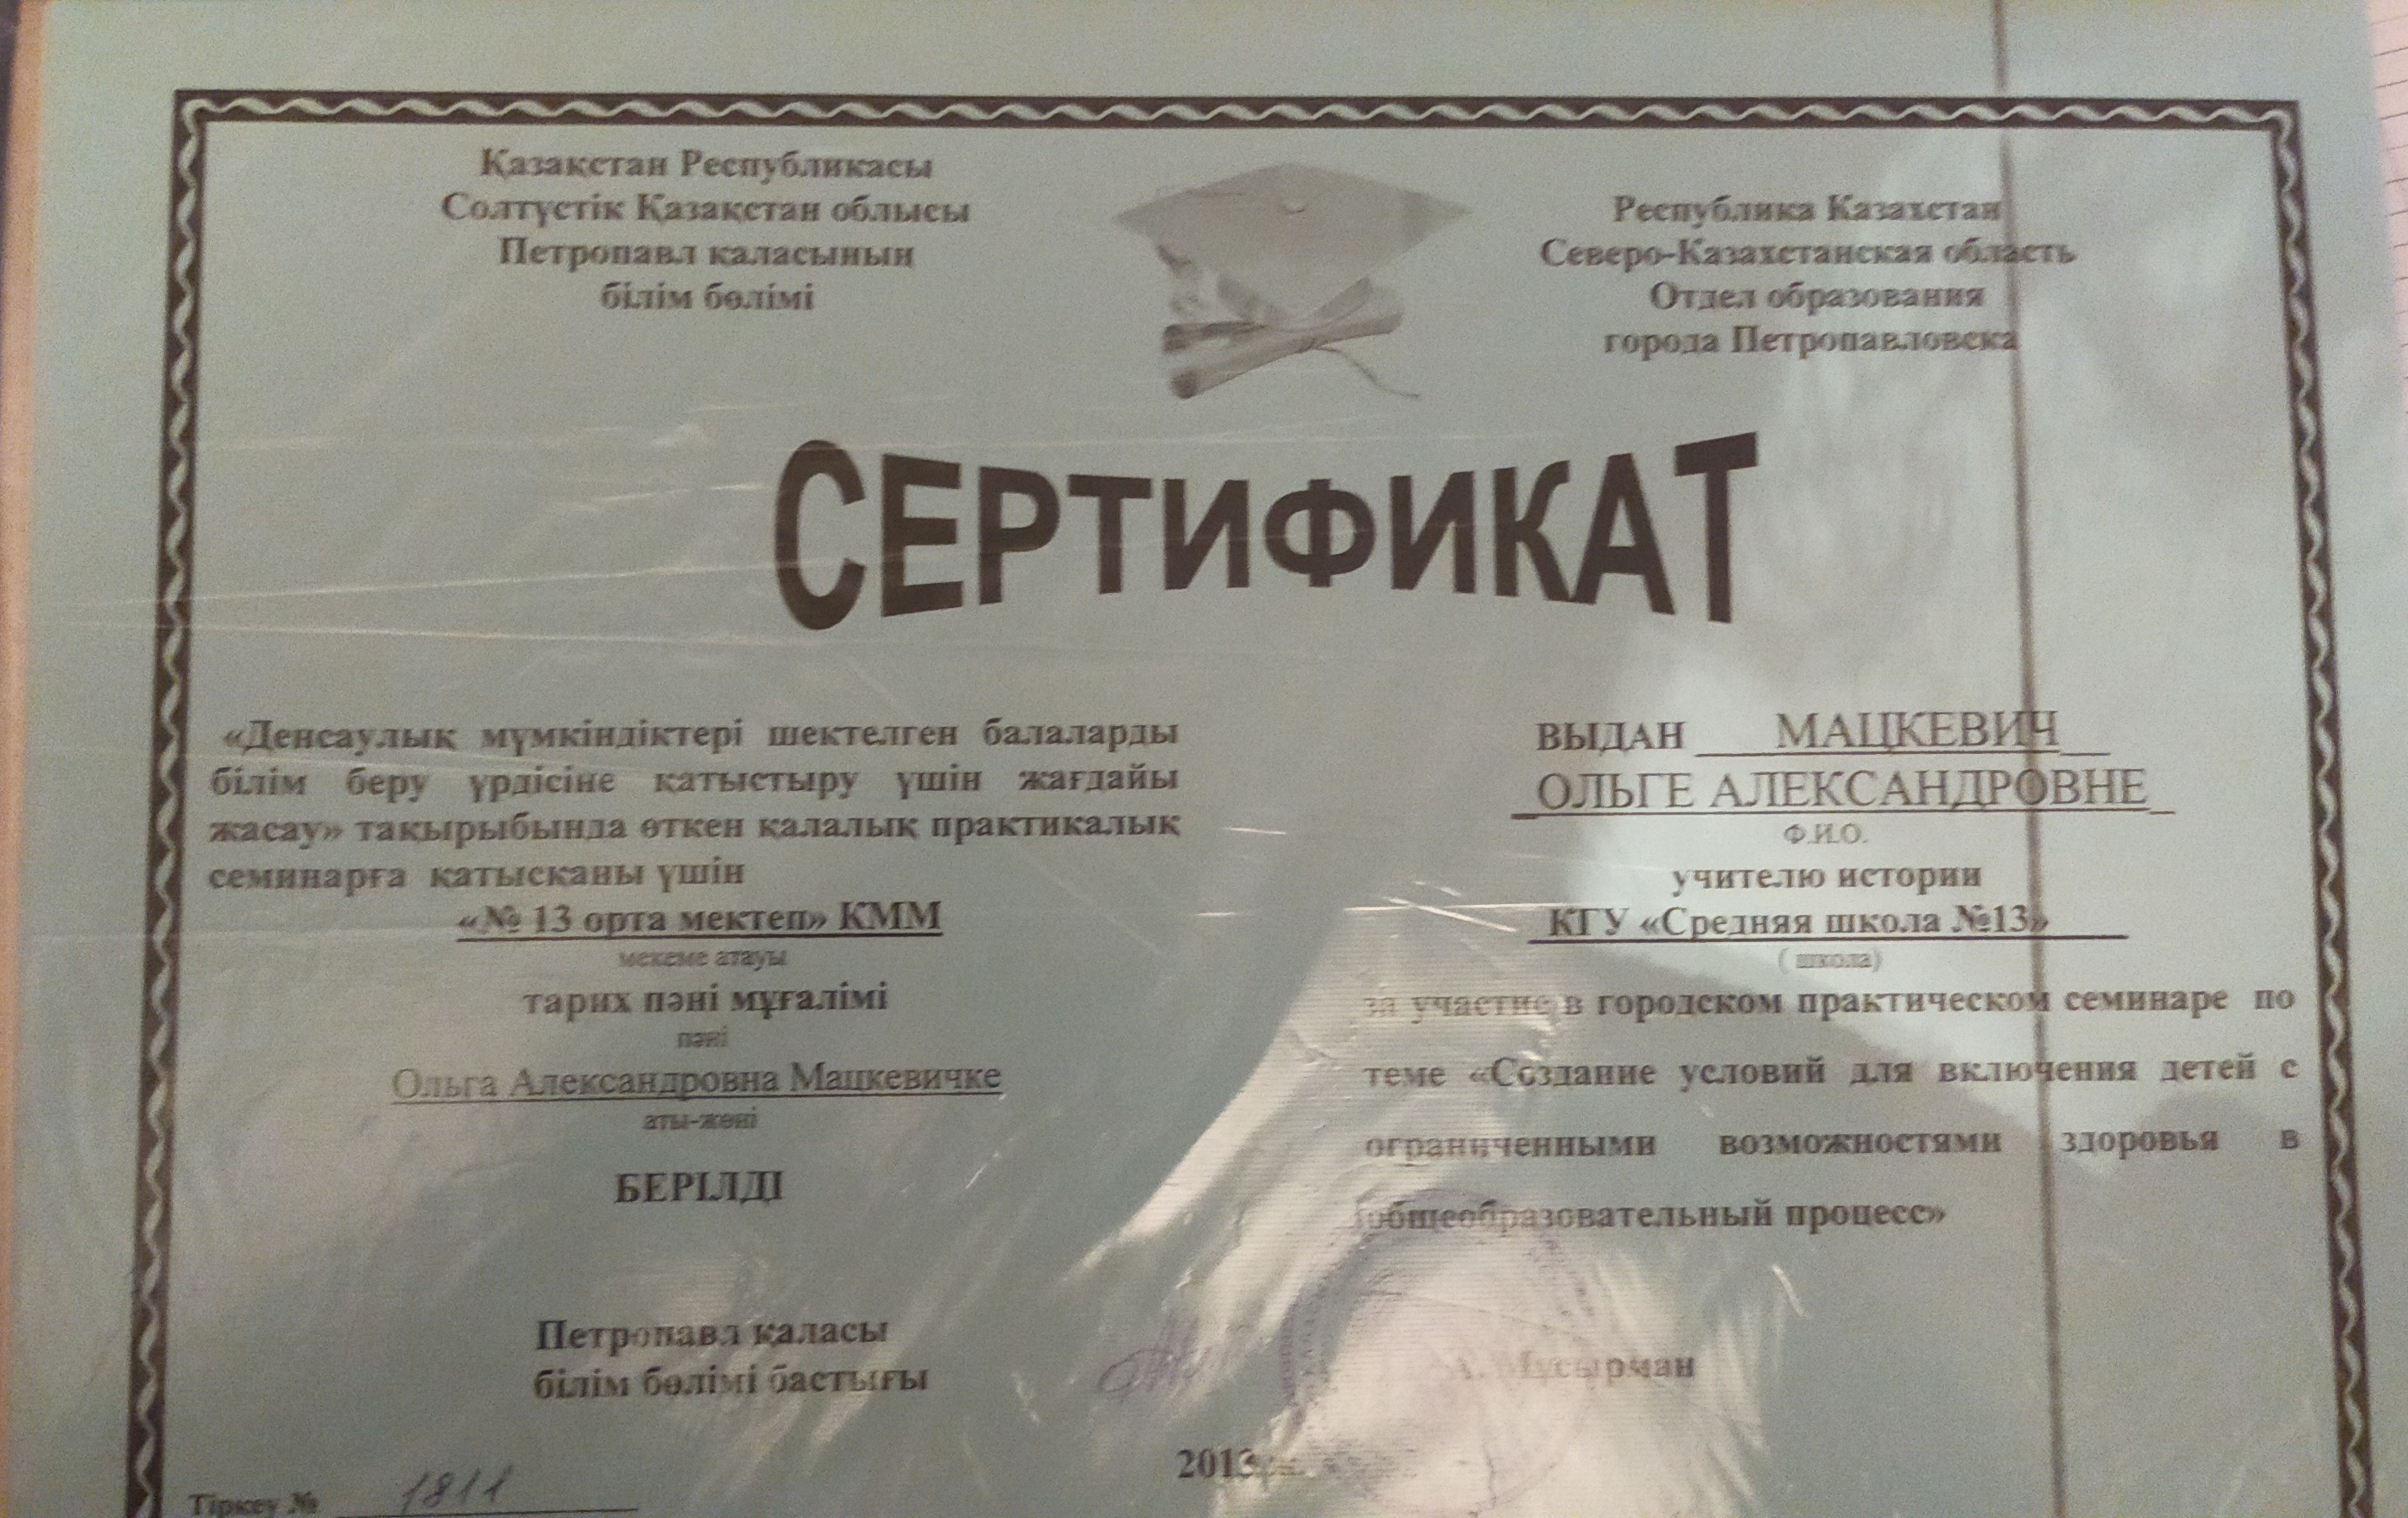 Қазақстан Республикасы
Солтүстік Қазақстан облысы
Петропавл қаласының
білім бөлімі
Республика Казахстан
Северо-Казахстанская область
Отдел образования
города Петропавловска
СЕРТИФИКАТ
«Денсаулық мүмкіндіктері шектелген балаларды
білім беру үрдісіне қатыстыру үшін жағдайы
жасау» тақырыбында өткен қалалық практикалық
семинарға қатысқаны үшін
«№ 13 орта мектеп» КММ
мекеме атауы
тарих пәні мұғалімі
пәні
Ольга Александровна Мацкевичке
аты-жөні
БЕРІЛДІ
ВЫДАН МАЦКЕВИЧ
ОЛЬГЕ АЛЕКСАНДРОВНЕ
Ф.И.О.
учителю истории
КГУ «Средняя школа №13»
( школа)
за участие в городском практическом семинаре по
теме «Создание условий для включения детей с
ограниченными возможностями здоровья в
общеобразовательный процесс»
Петропавл қаласы
білім бөлімі бастығы
Мусырман
2013
Тіркеу № 1811